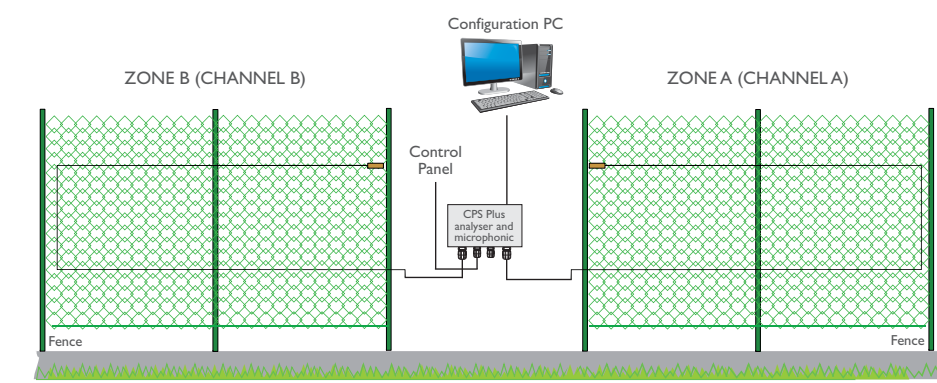 Configuration PC
ZONE B (CHANNEL B)
ZONE A (CHANNEL A)
Control
Panel
CPS Plus
analyser and
microphonic
Fence
Fence